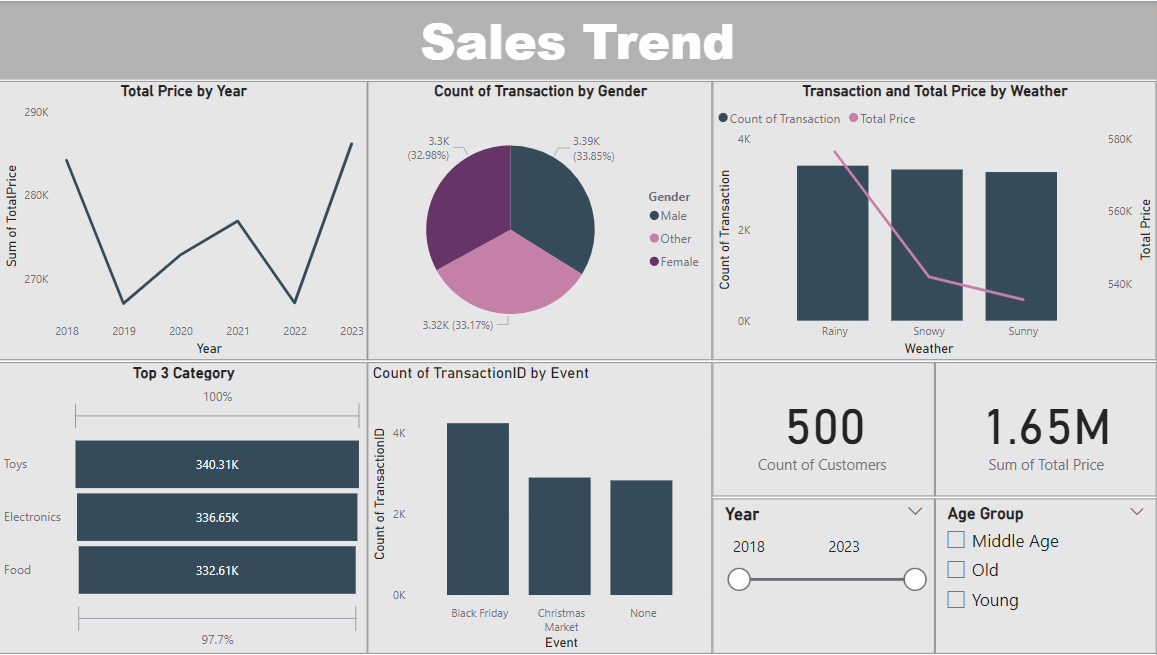 Sales Trend
Total Price by Year
290K
280K
270K
Sum of TotalPrice
2018 2019 2020 2021 2022 2023
Year
Count of Transaction by Gender
3.3K
(32.98%)
3.39K
(33.85%)
3.32K (33.17%)
Gender
Male
Other
Female
Transaction and Total Price by Weather
Count of Transaction Total Price
4K
2K
0K
Count of Transaction
580K
560K
540K
Total Price
Rainy Snowy Sunny
Weather
Top 3 Category
100%
Toys 340.31K
Electronics 336.65K
Food 332.61K
97.7%
Count of TransactionID by Event
4K
2K
0K
Count of TransactionID
Black Friday Christmas None
Market
Event
500
Count of Customers
1.65M
Sum of Total Price
Year
2018 2023
Age Group
Middle Age
Old
Young